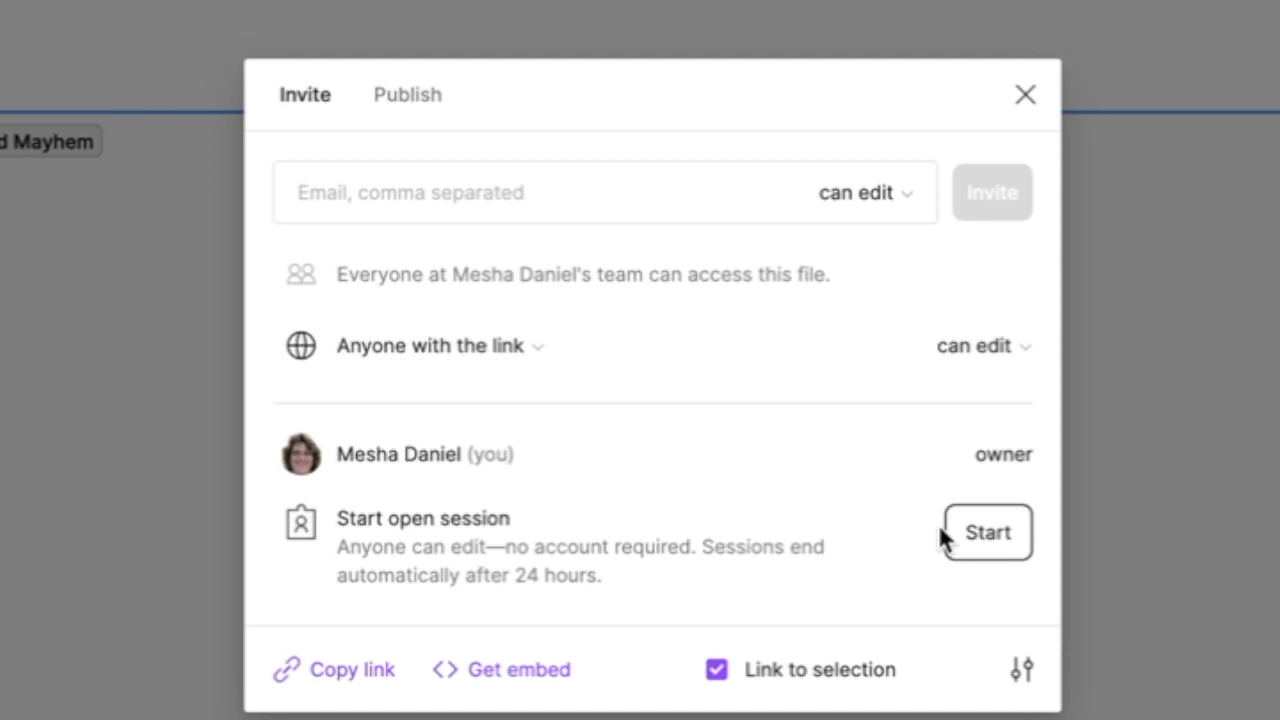 Invite Publish
d Mayhem
Email, comma separated can edit Invite
Everyone at Mesha Daniel's team can access this file.
Anyone with the link can edit
Mesha Daniel (you) owner
Start open session
Start
Anyone can edit—no account required. Sessions end
automatically after 24 hours.
Copy link Get embed Link to selection